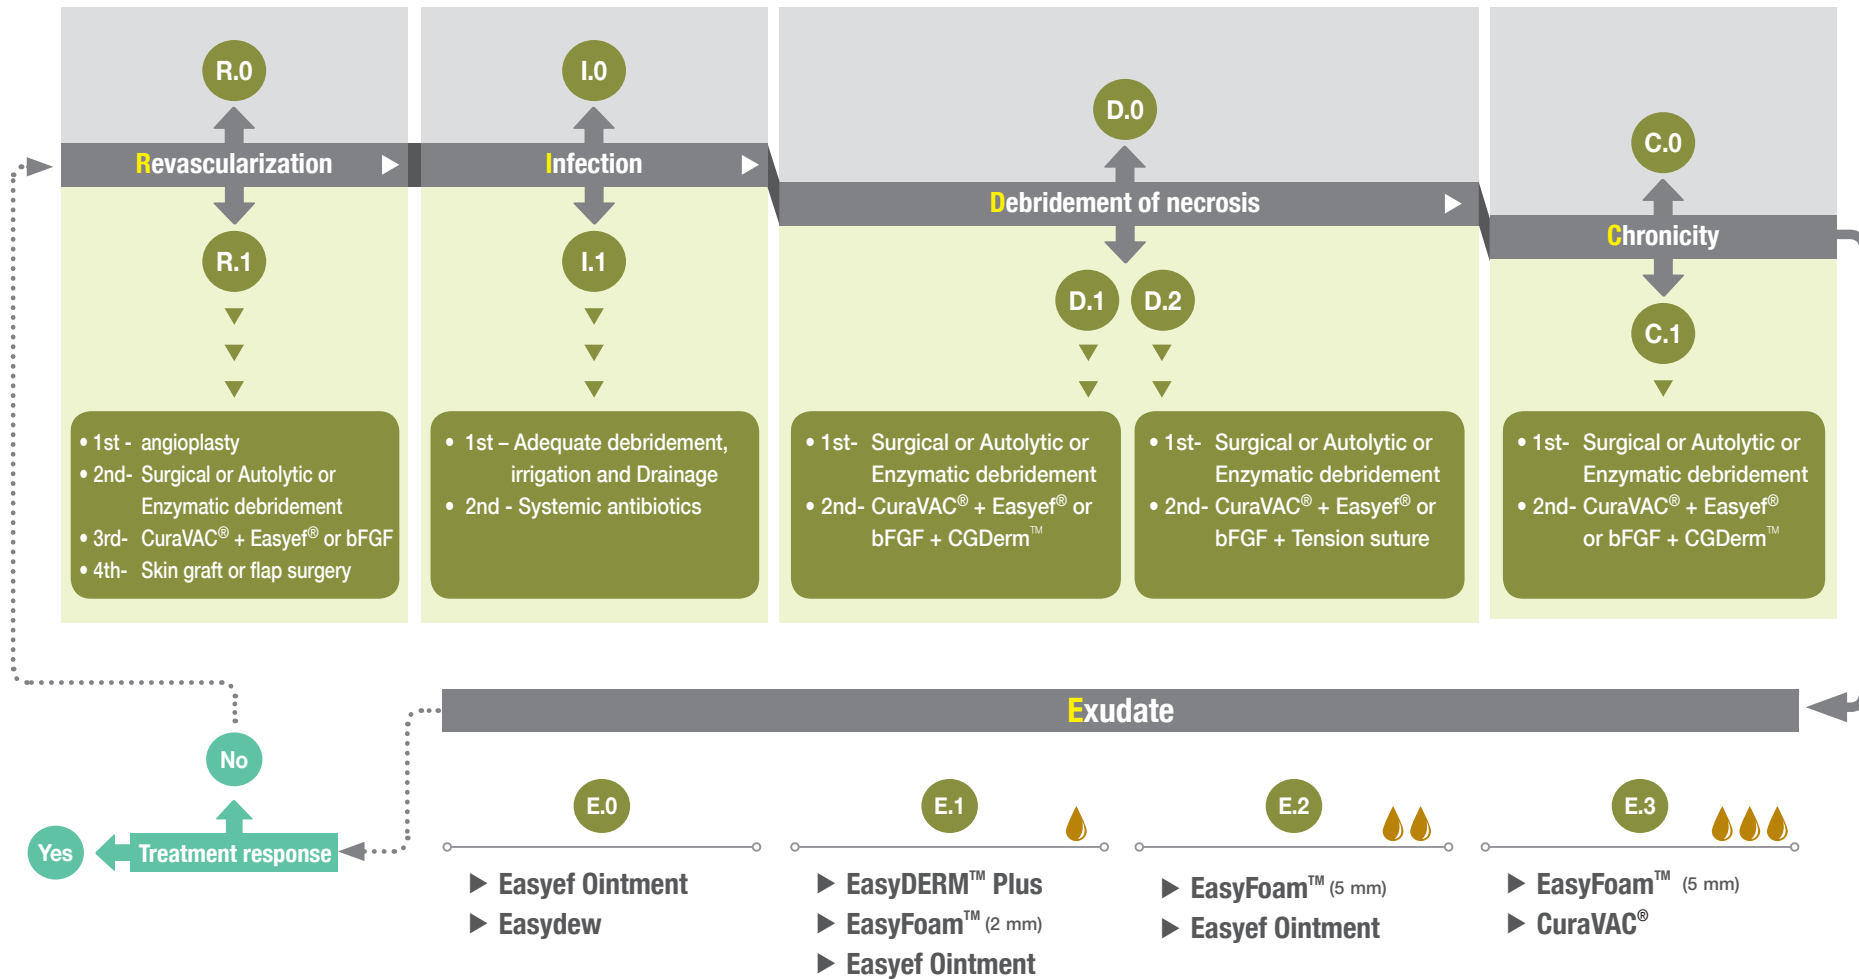 R.0
Revascularization
R.1
• 1st - angioplasty
• 2nd- Surgical or Autolytic or
Enzymatic debridement
• 3rd- CuraVAC® + Easyef® or bFGF
• 4th- Skin graft or flap surgery
I.0
Infection
I.1
• 1st – Adequate debridement,
irrigation and Drainage
• 2nd - Systemic antibiotics
D.0
Debridement of necrosis
D.1
D.2
• 1st- Surgical or Autolytic or
Enzymatic debridement
• 2nd- CuraVAC® + Easyef® or
bFGF + CGDerm™
• 1st- Surgical or Autolytic or
Enzymatic debridement
• 2nd- CuraVAC® + Easyef® or
bFGF + Tension suture
C.0
Chronicity
C.1
• 1st- Surgical or Autolytic or
Enzymatic debridement
• 2nd- CuraVAC® + Easyef®
or bFGF + CGDerm™
Exudate
E.0
▶ Easyef Ointment
▶ Easydew
E.1
▶ EasyDERM™ Plus
▶ EasyFoam™ (2 mm)
▶ Easyef Ointment
E.2
▶ EasyFoam™ (5 mm)
▶ Easyef Ointment
E.3
▶ EasyFoam™ (5 mm)
▶ CuraVAC®
No
Yes
Treatment response